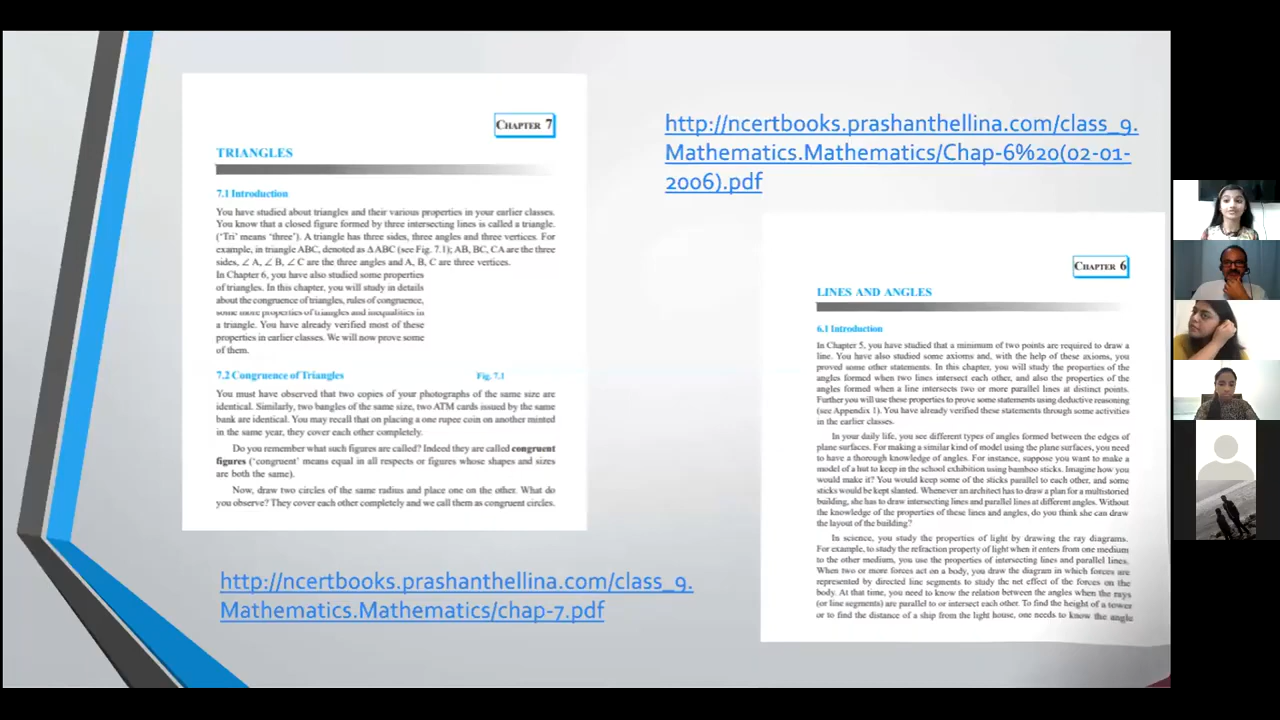 CHAPTER 7
TRIANGLES
7.1 Introduction
You have studied about triangles and their various properties in your earlier classes.
You know that a closed figure formed by three intersecting lines is called a triangle.
('Tri' means 'three'). A triangle has three sides, three angles and three vertices. For
example, in triangle ABC, denoted as Δ ABC (see Fig. 7.1); AB, BC, CA are the three
sides, ∠ A, ∠ B, ∠ C are the three angles and A, B, C are three vertices.
In Chapter 6, you have also studied some properties
of triangles. In this chapter, you will study in details
about the congruence of triangles, rules of congruence,
some more properties of triangles and inequalities in
a triangle. You have already verified most of these
properties in earlier classes. We will now prove some
of them.
7.2 Congruence of Triangles
Fig. 7.1
You must have observed that two copies of your photographs of the same size are
identical. Similarly, two bangles of the same size, two ATM cards issued by the same
bank are identical. You may recall that on placing a one rupee coin on another minted
in the same year, they cover each other completely.
Do you remember what such figures are called? Indeed they are called congruent
figures ('congruent' means equal in all respects or figures whose shapes and sizes
are both the same).
Now, draw two circles of the same radius and place one on the other. What do
you observe? They cover each other completely and we call them as congruent circles.
http://ncertbooks.prashanthellina.com/class_9.
Mathematics.Mathematics/chap-7.pdf
http://ncertbooks.prashanthellina.com/class_9.
Mathematics.Mathematics/Chap-6%20(02-01-
2006).pdf
CHAPTER 6
LINES AND ANGLES
6.1 Introduction
In Chapter 5, you have studied that a minimum of two points are required to draw a
line. You have also studied some axioms and, with the help of these axioms, you
proved some other statements. In this chapter, you will study the properties of the
angles formed when two lines intersect each other, and also the properties of the
angles formed when a line intersects two or more parallel lines at distinct points.
Further you will use these properties to prove some statements using deductive reasoning
(see Appendix 1). You have already verified these statements through some activities
in the earlier classes.
In your daily life, you see different types of angles formed between the edges of
plane surfaces. For making a similar kind of model using the plane surfaces, you need
to have a thorough knowledge of angles. For instance, suppose you want to make a
model of a hut to keep in the school exhibition using bamboo sticks. Imagine how you
would make it? You would keep some of the sticks parallel to each other, and some
sticks would be kept slanted. Whenever an architect has to draw a plan for a multistoried
building, she has to draw intersecting lines and parallel lines at different angles. Without
the knowledge of the properties of these lines and angles, do you think she can draw
the layout of the building?
In science, you study the properties of light by drawing the ray diagrams.
For example, to study the refraction property of light when it enters from one medium
to the other medium, you use the properties of intersecting lines and parallel lines.
When two or more forces act on a body, you draw the diagram in which forces are
represented by directed line segments to study the net effect of the forces on the
body. At that time, you need to know the relation between the angles when the rays
(or line segments) are parallel to or intersect each other. To find the height of a tower
or to find the distance of a ship from the light house, one needs to know the angle